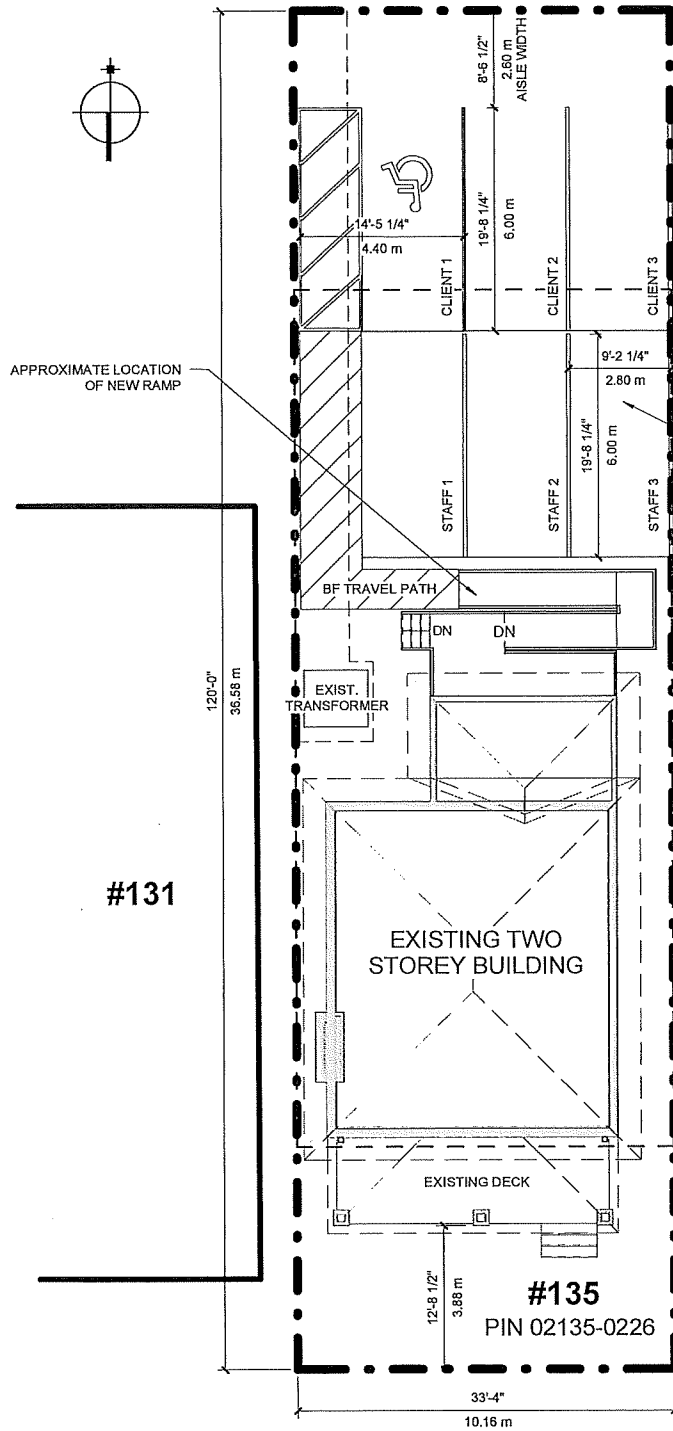 8'-6 1/2"
2.60 m
AISLE WIDTH
14'-5 1/4"
4.40 m
19'-8 1/4"
6.00 m
CLIENT 1
CLIENT 2
CLIENT 3
APPROXIMATE LOCATION
OF NEW RAMP
9'-2 1/4"
2.80 m
19'-8 1/4"
6.00 m
STAFF 1
STAFF 2
STAFF 3
BF TRAVEL PATH
DN
DN
EXIST.
TRANSFORMER
120'-0"
36.58 m
#131
EXISTING TWO
STOREY BUILDING
EXISTING DECK
12'-8 1/2"
3.88 m
#135
PIN 02135-0226
33'-4"
10.16 m